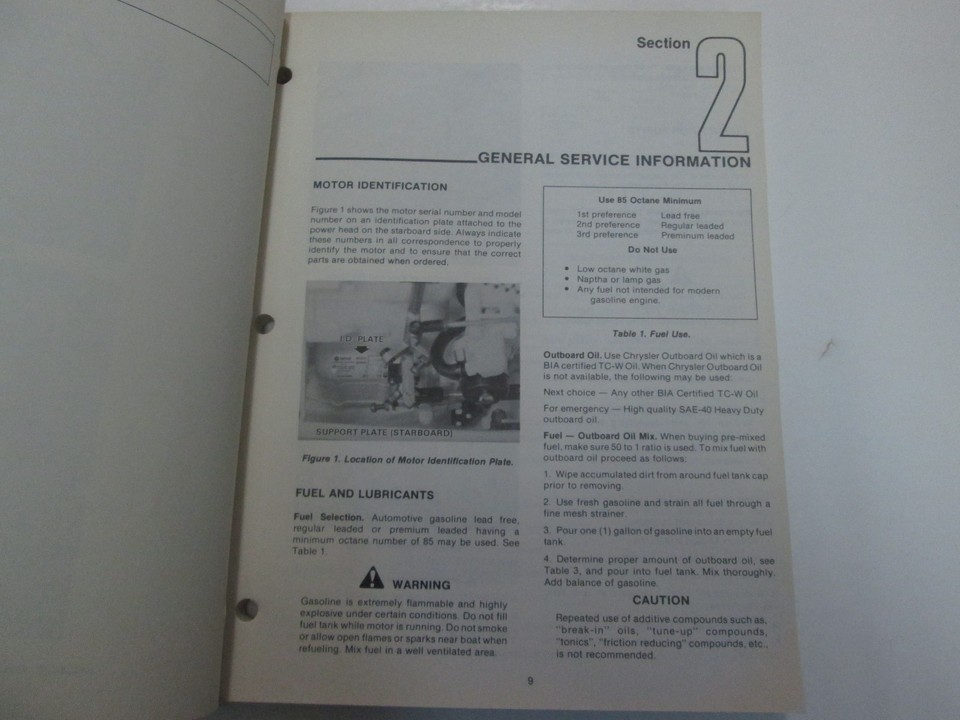 Section 2
GENERAL SERVICE INFORMATION
MOTOR IDENTIFICATION
Figure 1 shows the motor serial number and model
number on an identification plate attached to the
power head on the starboard side. Always indicate
these numbers in all correspondence to properly
identify the motor and to ensure that the correct
parts are obtained when ordered.
I.D. PLATE
SUPPORT PLATE (STARBOARD)
Figure 1. Location of Motor Identification Plate.
FUEL AND LUBRICANTS
Fuel Selection. Automotive gasoline lead free,
regular leaded or premium leaded having a
minimum octane number of 85 may be used. See
Table 1.
WARNING
Gasoline is extremely flammable and highly
explosive under certain conditions. Do not fill
fuel tank while motor is running. Do not smoke
or allow open flames or sparks near boat when
refueling. Mix fuel in a well ventilated area.
Use 85 Octane Minimum
1st preference Lead free
2nd preference Regular leaded
3rd preference Preminum leaded
Do Not Use
• Low octane white gas
• Naptha or lamp gas
• Any fuel not intended for modern
gasoline engine.
Table 1. Fuel Use.
Outboard Oil. Use Chrysler Outboard Oil which is a
BIA certified TC-W Oil. When Chrysler Outboard Oil
is not available, the following may be used:
Next choice — Any other BIA Certified TC-W Oil
For emergency — High quality SAE-40 Heavy Duty
outboard oil.
Fuel — Outboard Oil Mix. When buying pre-mixed
fuel, make sure 50 to 1 ratio is used. To mix fuel with
outboard oil proceed as follows:
1. Wipe accumulated dirt from around fuel tank cap
prior to removing.
2. Use fresh gasoline and strain all fuel through a
fine mesh strainer.
3. Pour one (1) gallon of gasoline into an empty fuel
tank.
4. Determine proper amount of outboard oil, see
Table 3, and pour into fuel tank. Mix thoroughly.
Add balance of gasoline.
CAUTION
Repeated use of additive compounds such as,
"break-in" oils, "tune-up" compounds,
"tonics", "friction reducing" compounds, etc.,
is not recommended.
9